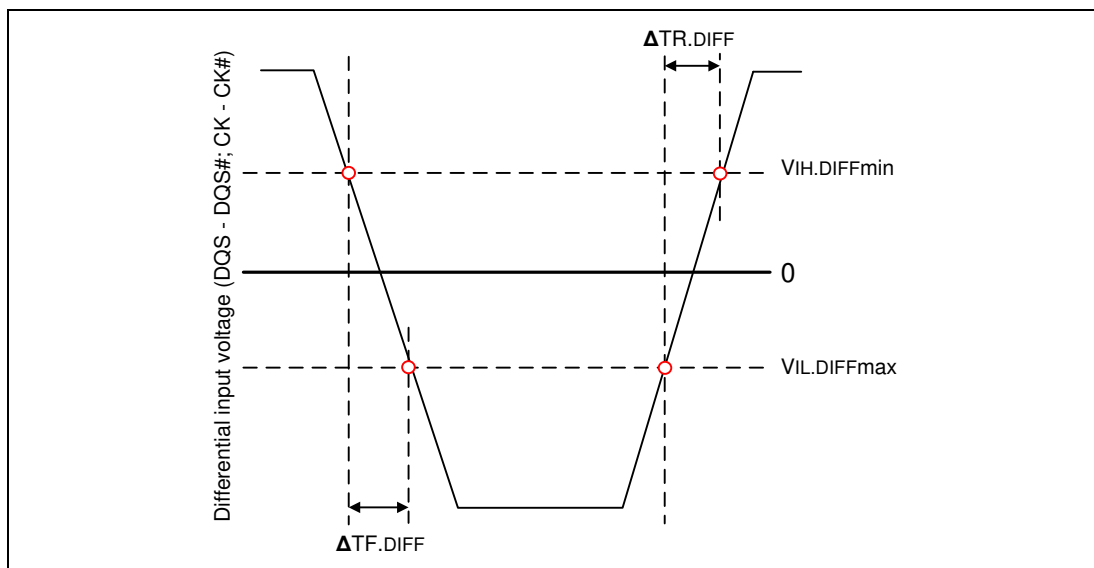 ΔTR.DIFF
Differential input voltage (DQS - DQS#; CK - CK#)
VIH.DIFFmin
0
VIL.DIFFmax
ΔTF.DIFF